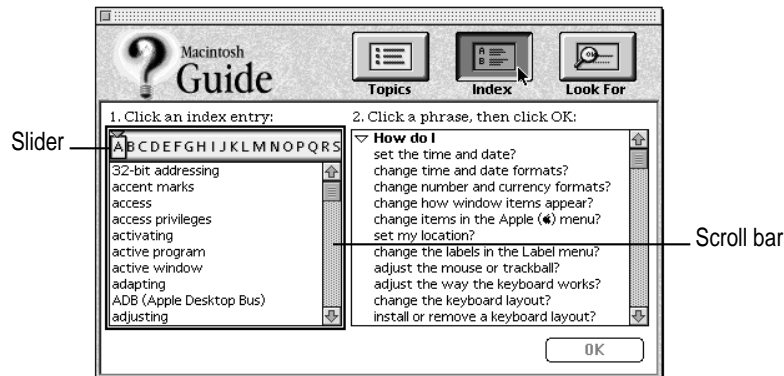 Macintosh
Guide
Topics
Index
Look For
1. Click an index entry:
2. Click a phrase, then click OK:
Slider
A B C D E F G H I J K L M N O P Q R S
32-bit addressing
accent marks
access
access privileges
activating
active program
active window
adapting
ADB (Apple Desktop Bus)
adjusting
How do I
set the time and date?
change time and date formats?
change number and currency formats?
change how window items appear?
change items in the Apple () menu?
set my location?
change the labels in the Label menu?
adjust the mouse or trackball?
adjust the way the keyboard works?
change the keyboard layout?
install or remove a keyboard layout?
Scroll bar
OK